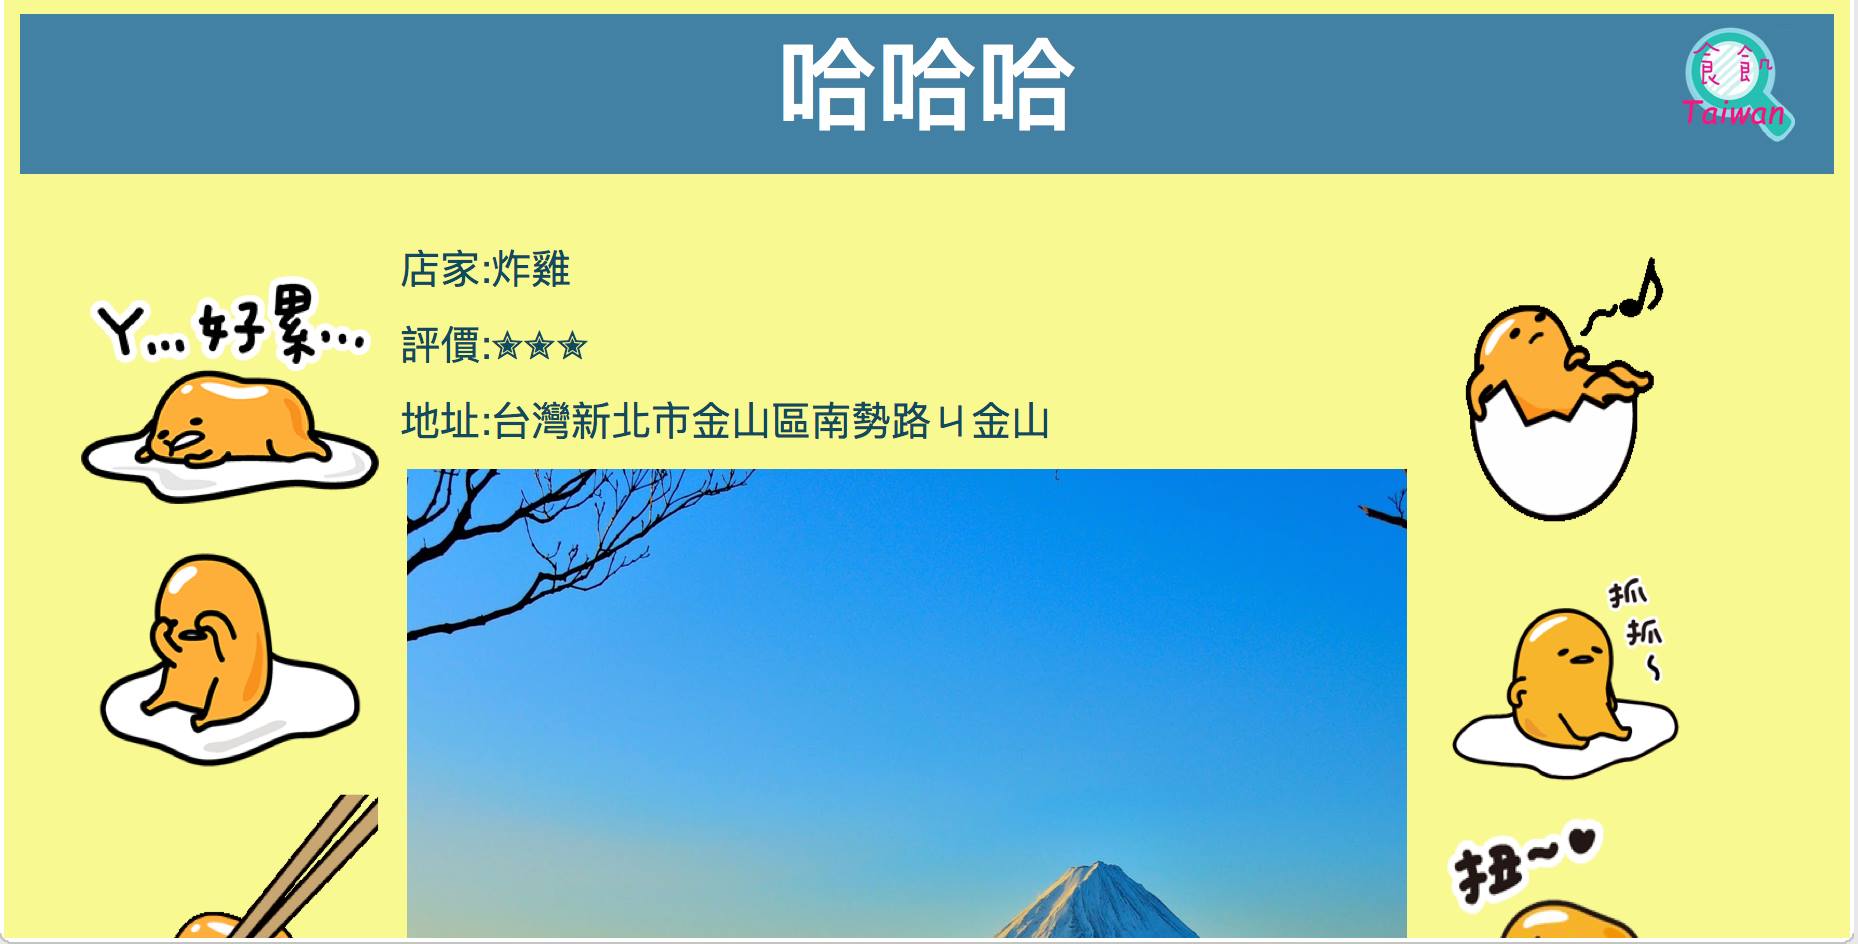 哈哈哈
食飽
Taiwan
店家:炸雞
評價:✭✭✭
地址:台灣新北市金山區南勢路ㄐ金山
ㄚ...好累...
抓
抓
~
扭~♥